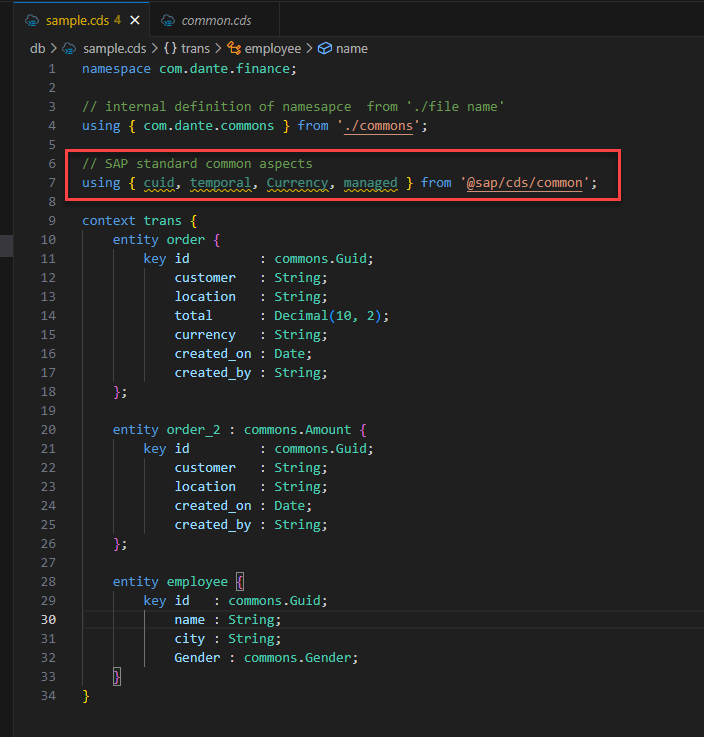 sample.cds 4 × common.cds
db > sample.cds > {} trans > employee > name
1 namespace com.dante.finance;
2
3 // internal definition of namesapce  from './file name'
4 using { com.dante.commons } from './commons';
5
6 // SAP standard common aspects
7 using { cuid, temporal, Currency, managed } from '@sap/cds/common';
8
9 context trans {
10     entity order {
11         key id         : commons.Guid;
12             customer   : String;
13             location   : String;
14             total      : Decimal(10, 2);
15             currency   : String;
16             created_on : Date;
17             created_by : String;
18     };
19
20     entity order_2 : commons.Amount {
21         key id         : commons.Guid;
22             customer   : String;
23             location   : String;
24             created_on : Date;
25             created_by : String;
26     };
27
28     entity employee {
29         key id   : commons.Guid;
30             name : String;
31             city : String;
32             Gender : commons.Gender;
33     }
34 }